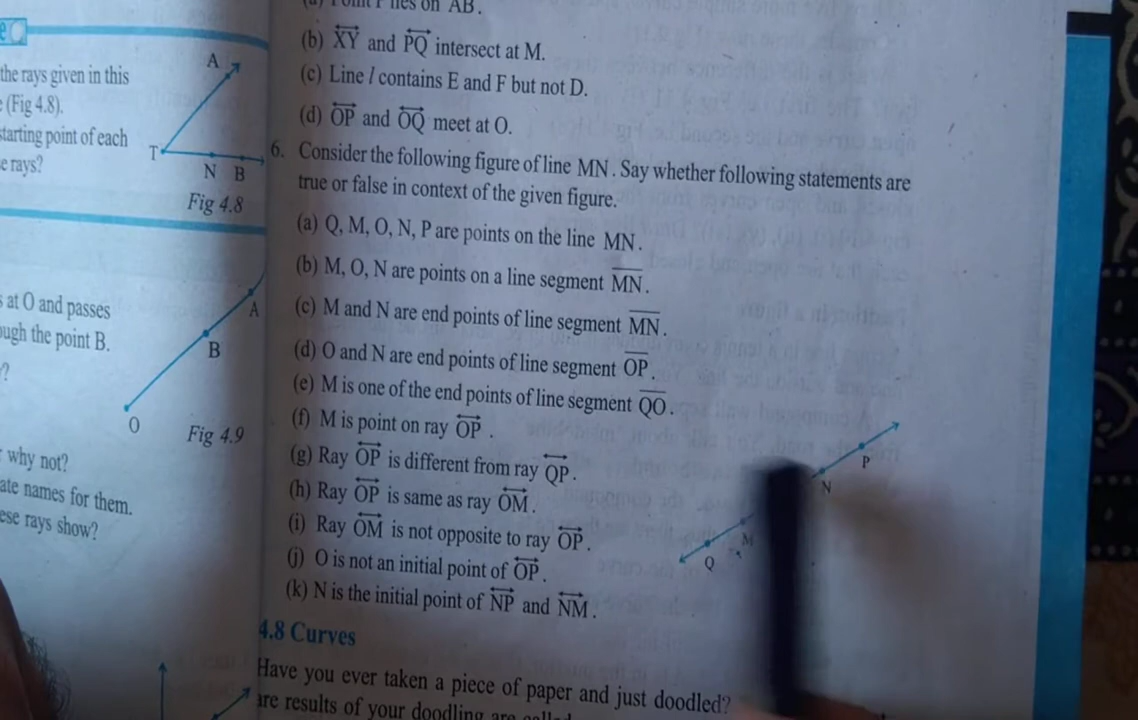 the rays given in this
(Fig 4.8).
starting point of each
rays?
A
T
N B
Fig 4.8
at O and passes
the point B.
?
A
B
O
Fig 4.9
why not?
names for them.
rays show?
on AB.
(b) XY and PQ intersect at M.
(c) Line l contains E and F but not D.
(d) OP and OQ meet at O.
6. Consider the following figure of line MN. Say whether following statements are
true or false in context of the given figure.
(a) Q, M, O, N, P are points on the line MN.
(b) M, O, N are points on a line segment MN.
(c) M and N are end points of line segment MN.
(d) O and N are end points of line segment OP.
(e) M is one of the end points of line segment QO.
(f) M is point on ray OP.
(g) Ray OP is different from ray QP.
(h) Ray OP is same as ray OM.
(i) Ray OM is not opposite to ray OP.
(j) O is not an initial point of OP.
(k) N is the initial point of NP and NM.
P
N
M
Q
4.8 Curves
Have you ever taken a piece of paper and just doodled?
are results of your doodling are